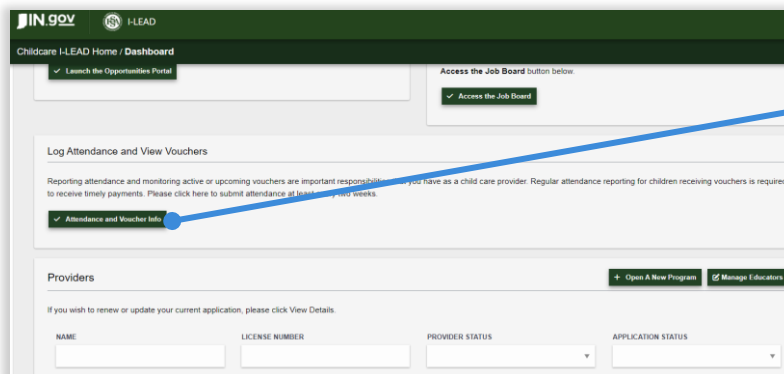 IN.gov I-LEAD
Childcare I-LEAD Home / Dashboard
Launch the Opportunities Portal
Access the Job Board button below.
Access the Job Board
Log Attendance and View Vouchers
Reporting attendance and monitoring active or upcoming vouchers are important you have as a child care provider. Regular attendance reporting for children receiving vouchers is required
to receive timely payments. Please click here to submit attendance at two weeks.
Attendance and Voucher Info
Providers
+ Open A New Program Manage Educators
If you wish to renew or update your current application, please click View Details.
NAME LICENSE NUMBER PROVIDER STATUS APPLICATION STATUS